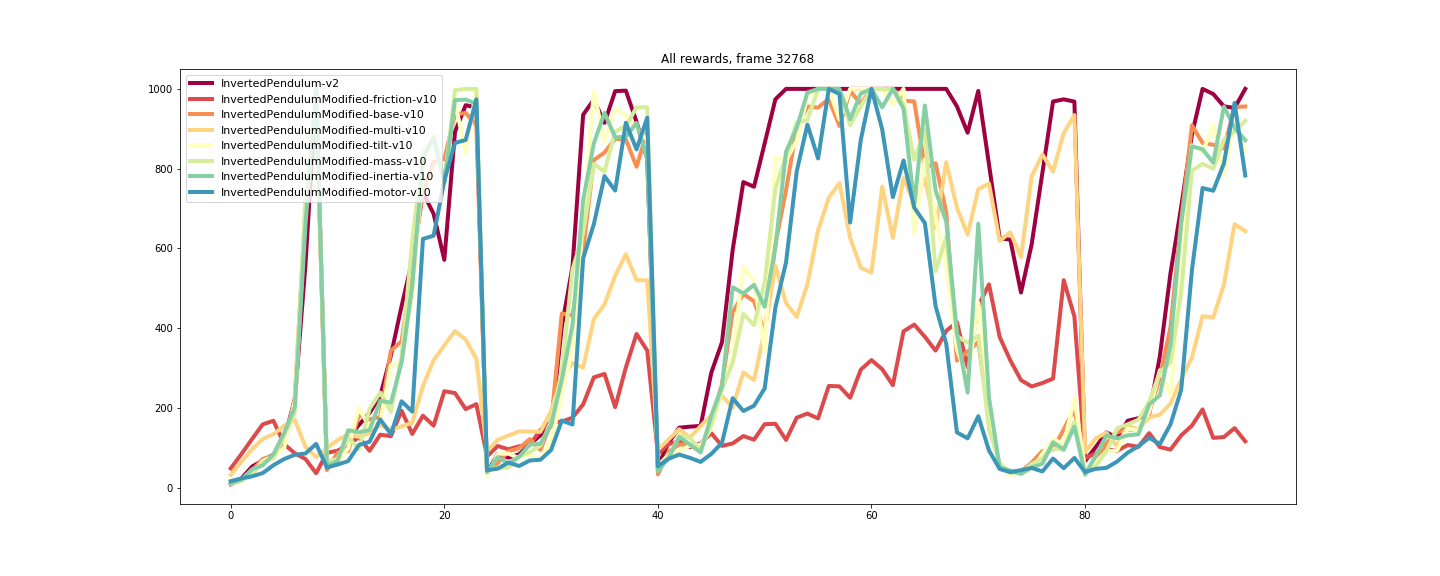 All rewards, frame 32768
1000
800
600
400
200
0
InvertedPendulum-v2
InvertedPendulumModified-friction-v10
InvertedPendulumModified-base-v10
InvertedPendulumModified-multi-v10
InvertedPendulumModified-tilt-v10
InvertedPendulumModified-mass-v10
InvertedPendulumModified-inertia-v10
InvertedPendulumModified-motor-v10
0 20 40 60 80